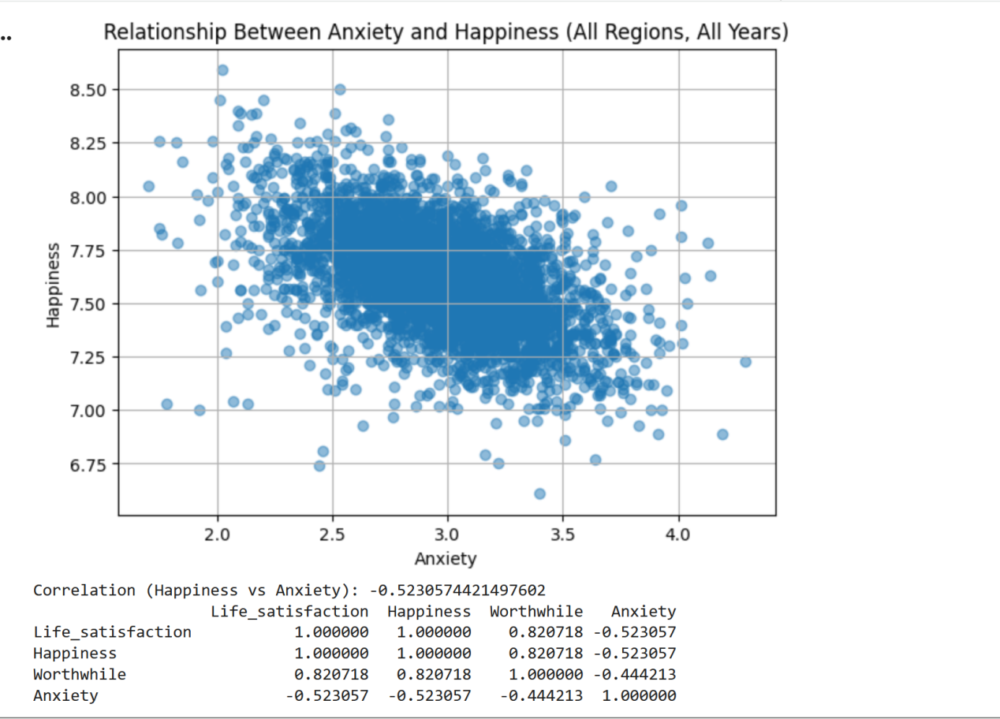 ..
Relationship Between Anxiety and Happiness (All Regions, All Years)
8.50
8.25
8.00
7.75
7.50
7.25
7.00
6.75
Happiness
2.0 2.5 3.0 3.5 4.0
Anxiety
Correlation (Happiness vs Anxiety): -0.5230574421497602
Life_satisfaction Happiness Worthwhile Anxiety
Life_satisfaction 1.000000 1.000000 0.820718 -0.523057
Happiness 1.000000 1.000000 0.820718 -0.523057
Worthwhile 0.820718 0.820718 1.000000 -0.444213
Anxiety -0.523057 -0.523057 -0.444213 1.000000